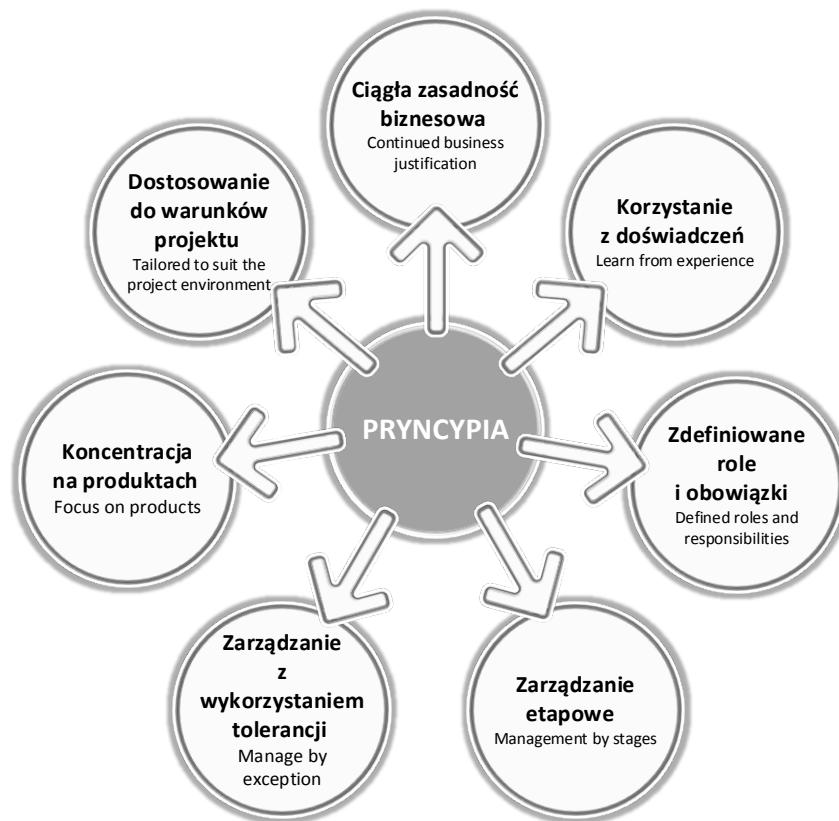 Ciągła zasadność
biznesowa
Continued business
justification
Dostosowanie
do warunków
projektu
Tailored to suit the
project environment
Korzystanie
z doświadczeń
Learn from experience
PRYNCYPIA
Koncentracja
na produktach
Focus on products
Zdefiniowane
role
i obowiązki
Defined roles and
responsibilities
Zarządzanie
z
wykorzystaniem
tolerancji
Manage by
exception
Zarządzanie
etapowe
Management by stages